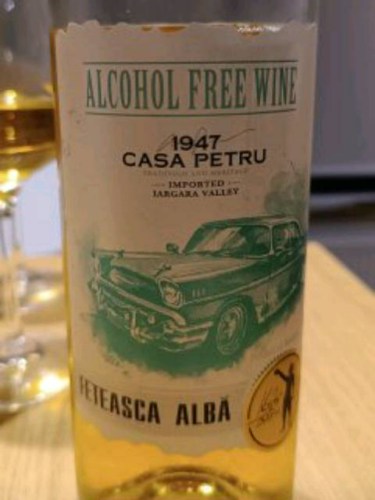 ALCOHOL FREE WINE
1947
CASA PETRU
IMPORTED
IARGARA VALLEY
FETEASCA ALBĂ